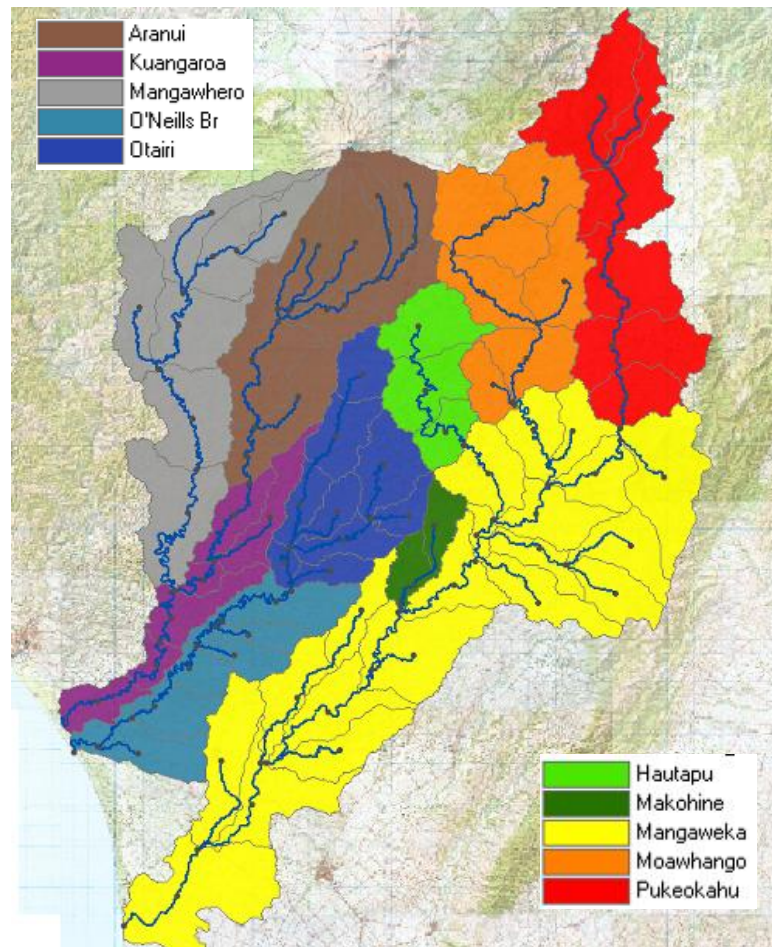 Aranui
Kuangaroa
Mangawhero
O'Neills Br
Otairi
Hautapu
Makohine
Mangaweka
Moawhango
Pukeokahu